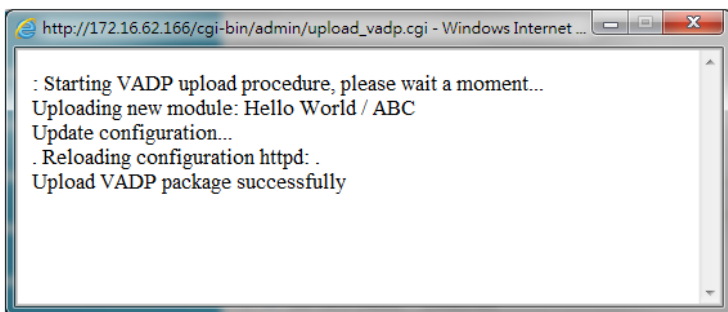 http://172.16.62.166/cgi-bin/admin/upload_vadp.cgi - Windows Internet ...
: Starting VADP upload procedure, please wait a moment...
Uploading new module: Hello World / ABC
Update configuration...
. Reloading configuration httpd: .
Upload VADP package successfully